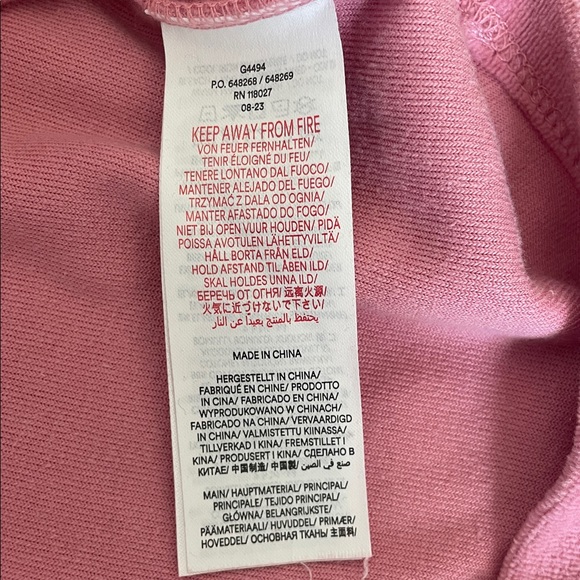 G4494
P.O. 648268 / 648269
RN 118027
08-23
KEEP AWAY FROM FIRE
VON FEUER FERNHALTEN/
TENIR ÉLOIGNÉ DU FEU/
TENERE LONTANO DAL FUOCO/
MANTENER ALEJADO DEL FUEGO/
TRZYMAĆ Z DALA OD OGNIA/
MANTER AFASTADO DO FOGO/
NIET BIJ OPEN VUUR HOUDEN/ PIDÄ
POISSA AVOTULEN LÄHETTYVILTÄ/
HÅLL BORTA FRÅN ELD/
HOLD AFSTAND TIL ÅBEN ILD/
SKAL HOLDES UNNA ILD/
БЕРЕЧЬ ОТ ОГНЯ/ 远离火源/
火気に近づけないで下さい/
يحتفظ بالمنتج بعيداً عن النار
MADE IN CHINA
HERGESTELLT IN CHINA/
FABRIQUÉ EN CHINE/ PRODOTTO
IN CINA/ FABRICADO EN CHINA/
WYPRODUKOWANO W CHINACH/
FABRICADO NA CHINA/ VERVAARDIGD
IN CHINA/ VALMISTETTU KIINASSA/
TILLVERKAD I KINA/ FREMSTILLET I
KINA/ PRODUSERT I KINA/ СДЕЛАНО В
КИТАЕ/ 中国制造/ 中国製/ صنع في الصين/
MAIN/ HAUPTMATERIAL/ PRINCIPAL/
PRINCIPALE/ TEJIDO PRINCIPAL/
GŁÓWNA/ BELANGRIJKSTE/
PÄÄMATERIAALI/ HUVUDDEL/ PRIMÆR/
HOVEDDEL/ ОСНОВНАЯ ТКАНЬ/ 主面料/